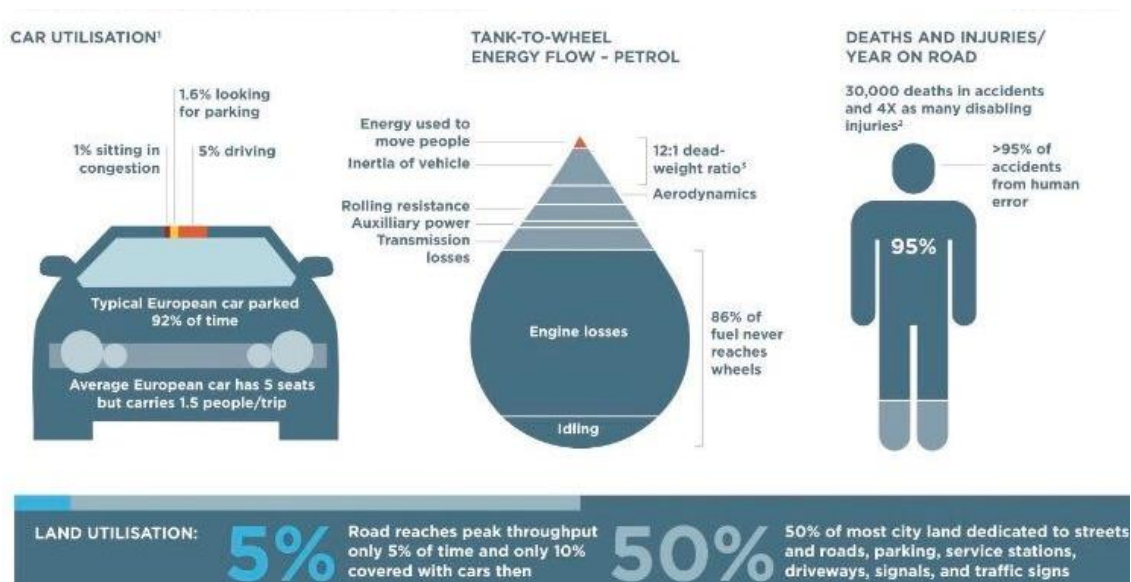 CAR UTILISATION¹
1.6% looking
for parking
1% sitting in
congestion
5% driving
Typical European car parked
92% of time
Average European car has 5 seats
but carries 1.5 people/trip
TANK-TO-WHEEL
ENERGY FLOW – PETROL
Energy used to
move people
Inertia of vehicle
Rolling resistance
Auxilliary power
Transmission
losses
12:1 dead-
weight ratio³
Aerodynamics
Engine losses
86% of
fuel never
reaches
wheels
Idling
DEATHS AND INJURIES/
YEAR ON ROAD
30,000 deaths in accidents
and 4X as many disabling
injuries²
>95% of
accidents
from human
error
95%
LAND UTILISATION:
5%
Road reaches peak throughput
only 5% of time and only 10%
covered with cars then
50%
50% of most city land dedicated to streets
and roads, parking, service stations,
driveways, signals, and traffic signs